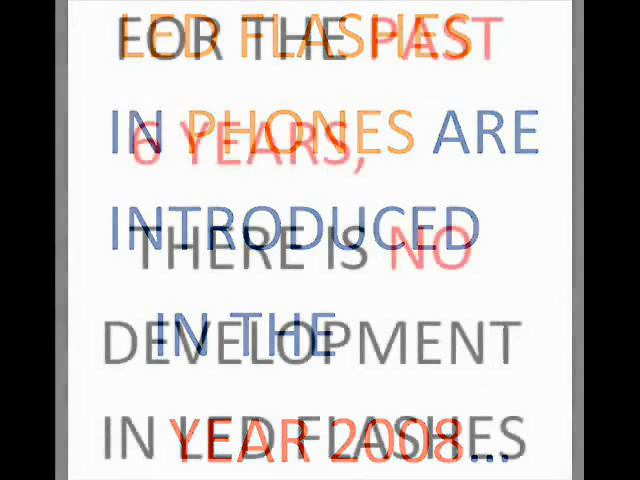 LED FLASHES
IN PHONES ARE
INTRODUCED
IN THE
YEAR 2008...
FOR THE PAST
6 YEARS,
THERE IS NO
DEVELOPMENT
IN LED FLASHES